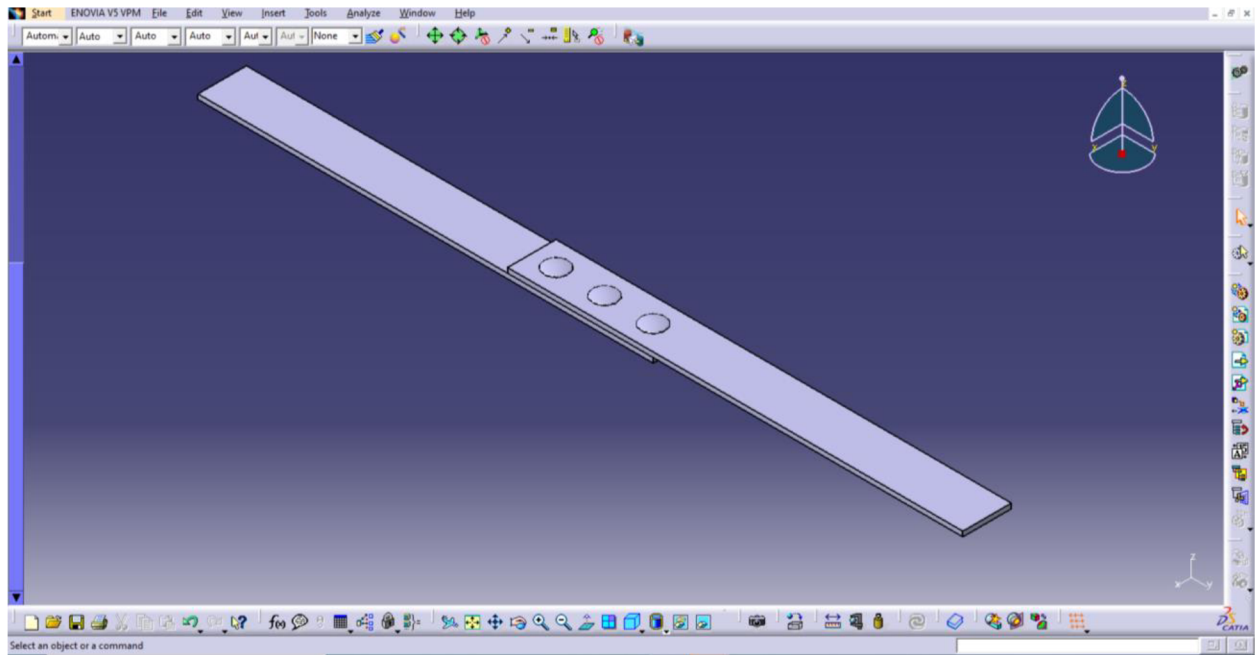 Start ENOVIA V5 VPM File Edit View Insert Tools Analyze Window Help
Autom. Auto Auto Auto Aut Aut None
z
x y
f(x)
CATIA
Select an object or a command